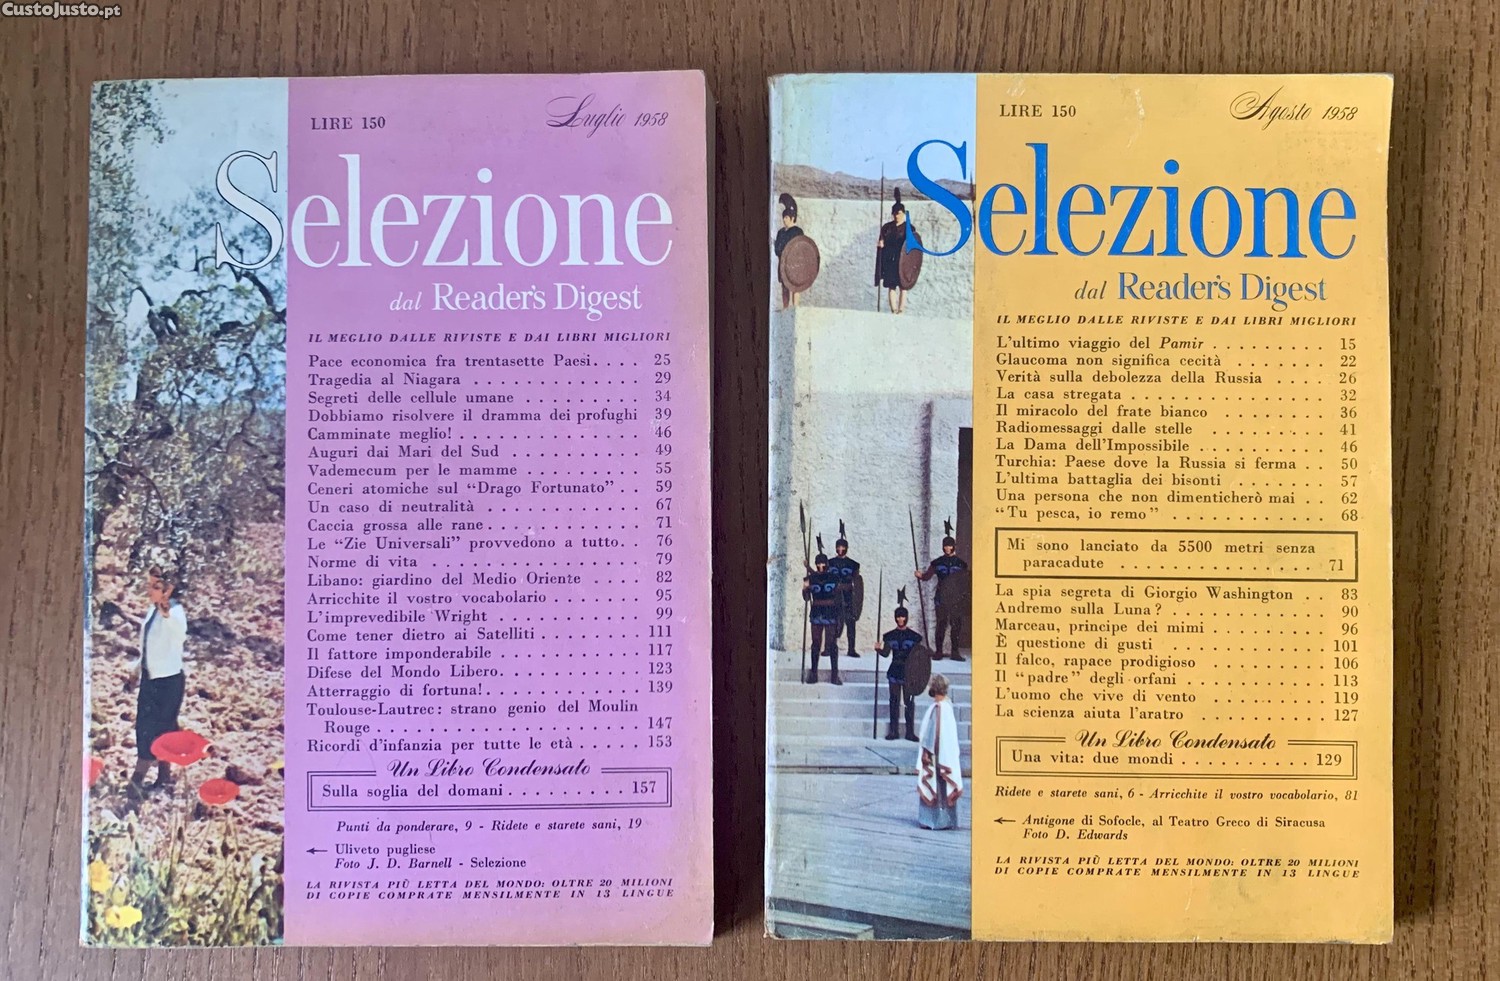 CustoJusto.pt
LIRE 150
Luglio 1958
Selezione
dal Reader's Digest
IL MEGLIO DALLE RIVISTE E DAI LIBRI MIGLIORI
Pace economica fra trentasette Paesi. . . . 25
Tragedia al Niagara . . . . . . . . . . . . . 29
Segreti delle cellule umane . . . . . . . . . 34
Dobbiamo risolvere il dramma dei profughi 39
Camminate meglio! . . . . . . . . . . . . . . 46
Auguri dai Mari del Sud . . . . . . . . . . 49
Vademecum per le mamme . . . . . . . . . 55
Ceneri atomiche sul "Drago Fortunato" . . 59
Un caso di neutralità . . . . . . . . . . . . 67
Caccia grossa alle rane . . . . . . . . . . . . 71
Le "Zie Universali" provvedono a tutto. . 76
Norme di vita . . . . . . . . . . . . . . . . 79
Libano: giardino del Medio Oriente . . . . 82
Arricchite il vostro vocabolario . . . . . . . 95
L'imprevedibile Wright . . . . . . . . . . . 99
Come tener dietro ai Satelliti . . . . . . . . 111
Il fattore imponderabile . . . . . . . . . . . 117
Difese del Mondo Libero. . . . . . . . . . . 123
Atterraggio di fortuna! . . . . . . . . . . . . 139
Toulouse-Lautrec: strano genio del Moulin
Rouge . . . . . . . . . . . . . . . . . . . . 147
Ricordi d'infanzia per tutte le età . . . . . 153
Un Libro Condensato
Sulla soglia del domani . . . . . . . . . 157
Punti da ponderare, 9 - Ridete e starete sani, 19
← Uliveto pugliese
Foto J. D. Barnell - Selezione
LA RIVISTA PIÙ LETTA DEL MONDO: OLTRE 20 MILIONI
DI COPIE COMPRATE MENSILMENTE IN 13 LINGUE
LIRE 150
Agosto 1958
Selezione
dal Reader's Digest
IL MEGLIO DALLE RIVISTE E DAI LIBRI MIGLIORI
L'ultimo viaggio del Pamir . . . . . . . . . 15
Glaucoma non significa cecità . . . . . . . 22
Verità sulla debolezza della Russia . . . . 26
La casa stregata . . . . . . . . . . . . . . . 32
Il miracolo del frate bianco . . . . . . . . 36
Radiomessaggi dalle stelle . . . . . . . . . 41
La Dama dell'Impossibile . . . . . . . . . . 46
Turchia: Paese dove la Russia si ferma . . 50
L'ultima battaglia dei bisonti . . . . . . . 57
Una persona che non dimenticherò mai . . 62
"Tu pesca, io remo" . . . . . . . . . . . . 68
Mi sono lanciato da 5500 metri senza
paracadute . . . . . . . . . . . . . . . . 71
La spia segreta di Giorgio Washington . . 83
Andremo sulla Luna? . . . . . . . . . . . . 90
Marceau, principe dei mimi . . . . . . . . . 96
È questione di gusti . . . . . . . . . . . . 101
Il falco, rapace prodigioso . . . . . . . . 106
Il "padre" degli orfani . . . . . . . . . . . 113
L'uomo che vive di vento . . . . . . . . . 119
La scienza aiuta l'aratro . . . . . . . . . . 127
Un Libro Condensato
Una vita: due mondi . . . . . . . . . . 129
Ridete e starete sani, 6 - Arricchite il vostro vocabolario, 81
← Antigone di Sofocle, al Teatro Greco di Siracusa
Foto D. Edwards
LA RIVISTA PIÙ LETTA DEL MONDO: OLTRE 20 MILIONI
DI COPIE COMPRATE MENSILMENTE IN 13 LINGUE